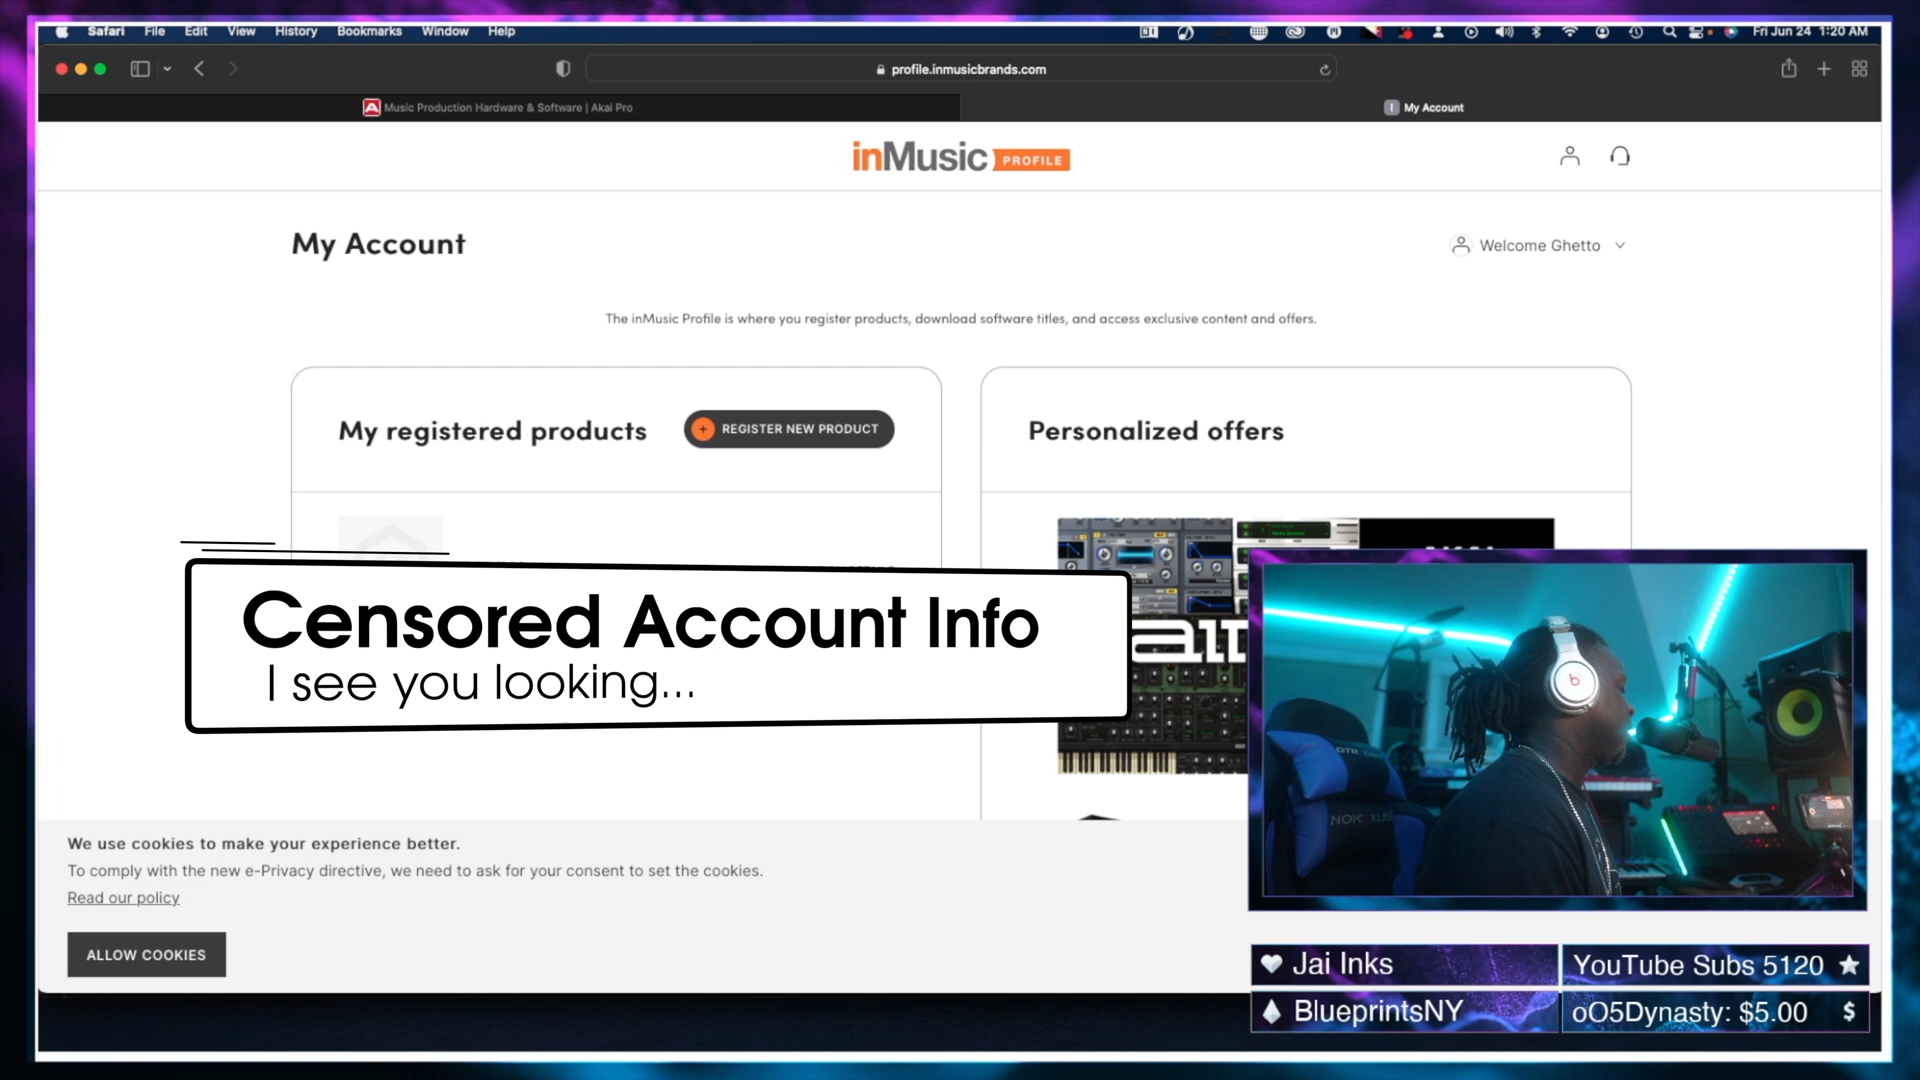 Safari File Edit View History Bookmarks Window Help
Fri Jun 24 1:20 AM
profile.inmusicbrands.com
Music Production Hardware & Software | Akai Pro
My Account
inMusic PROFILE
My Account
Welcome Ghetto
The inMusic Profile is where you register products, download software titles, and access exclusive content and offers.
My registered products
+ REGISTER NEW PRODUCT
Personalized offers
Censored Account Info
I see you looking...
We use cookies to make your experience better.
To comply with the new e-Privacy directive, we need to ask for your consent to set the cookies.
Read our policy
ALLOW COOKIES
Jai Inks
YouTube Subs 5120
BlueprintsNY
oO5Dynasty: $5.00 $